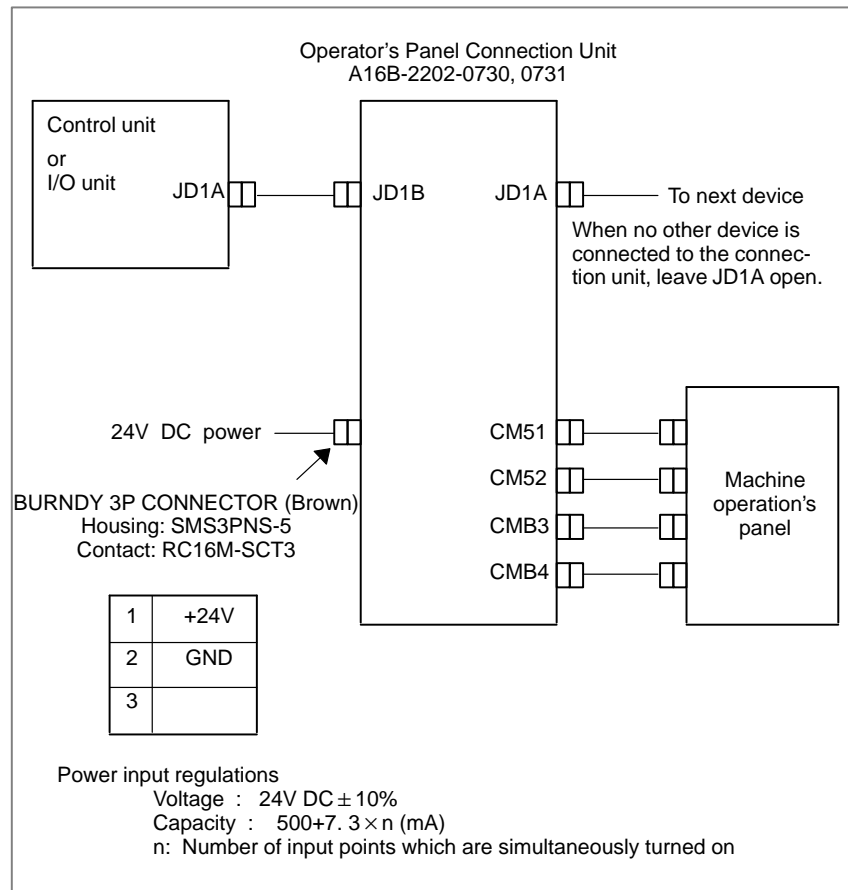 Operator’s Panel Connection Unit
A16B-2202-0730, 0731
Control unit
or
I/O unit
JD1A
JD1B
JD1A
To next device
When no other device is
connected to the connec-
tion unit, leave JD1A open.
24V DC power
CM51
CM52
CMB3
CMB4
Machine
operation’s
panel
BURNDY 3P CONNECTOR (Brown)
Housing: SMS3PNS-5
Contact: RC16M-SCT3
1 +24V
2 GND
3
Power input regulations
Voltage : 24V DC ± 10%
Capacity : 500+7. 3 × n (mA)
n: Number of input points which are simultaneously turned on